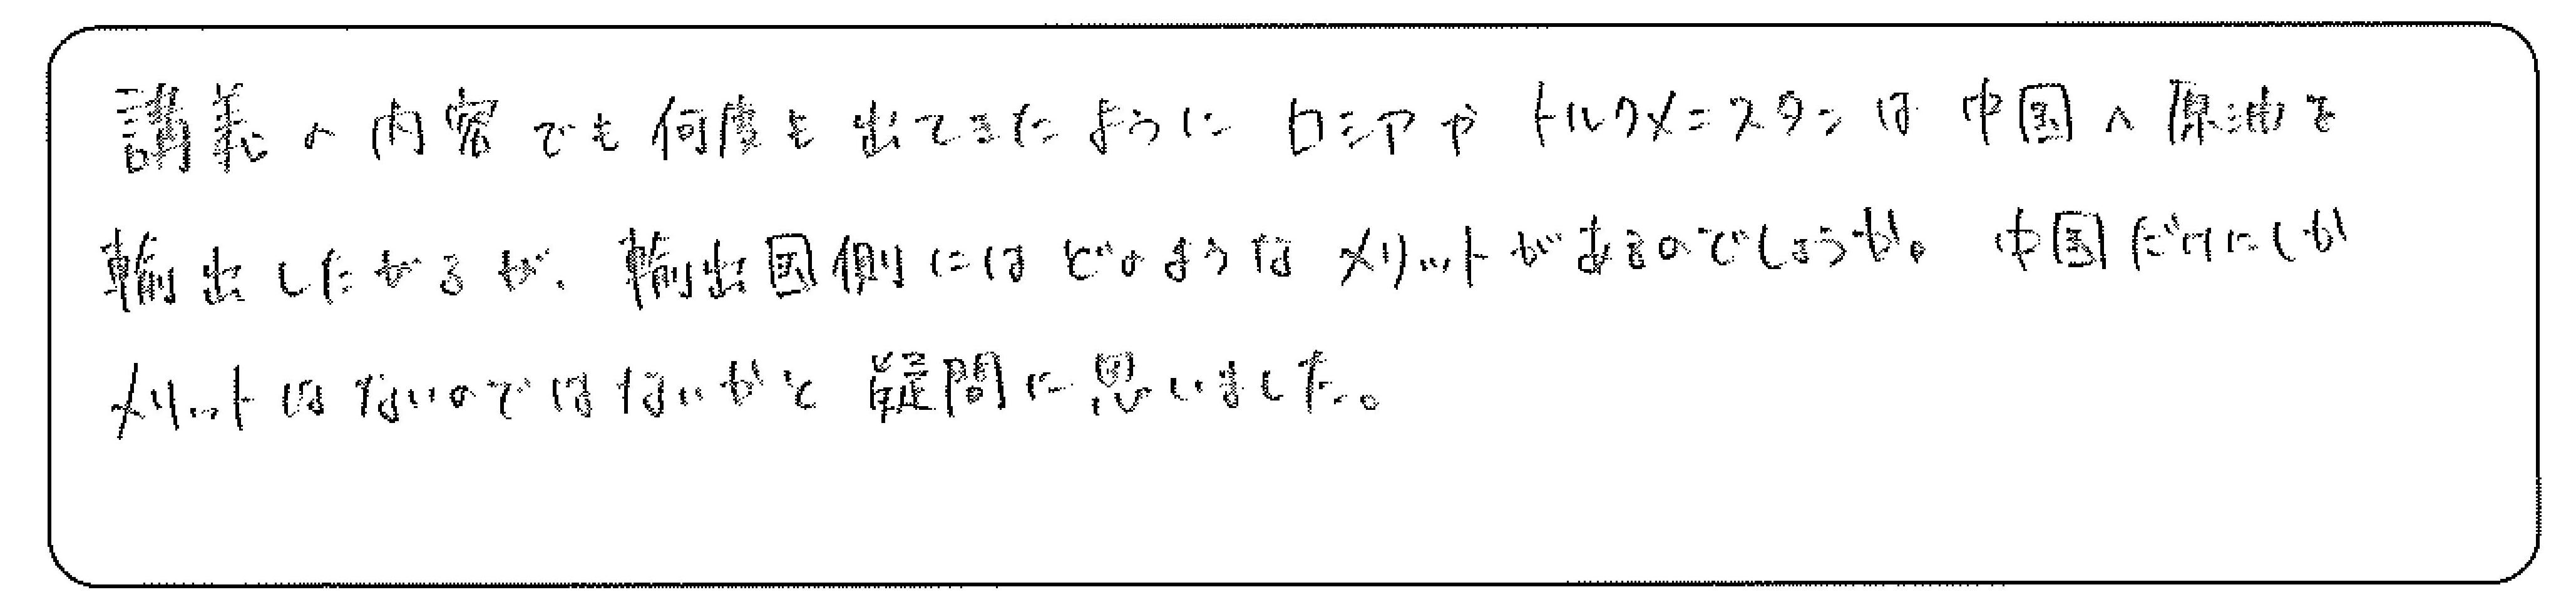 講義の内容でも何度も出てきたようにロシアやトルクメニスタンは中国へ原油を
輸出したがるが、輸出国側にはどのようなメリットがあるのでしょうか。中国だけにしか
メリットはないのではないかと疑問に思いました。